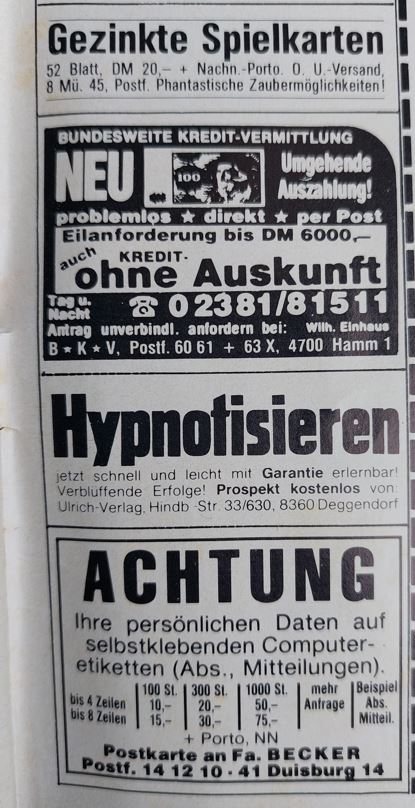 Gezinkte Spielkarten
52 Blatt, DM 20,– + Nachn.-Porto. O. U.-Versand,
8 Mü. 45, Postf. Phantastische Zaubermöglichkeiten!
BUNDESWEITE KREDIT-VERMITTLUNG
NEU
100
Umgehende
Auszahlung!
problemlos ★ direkt ★ per Post
Eilanforderung bis DM 6000,–
auch KREDIT-
ohne Auskunft
Tag u.
Nacht ☎ 0 2381/8 15 11
Antrag unverbindl. anfordern bei: Wilh. Einhaus
B ★ K ★ V, Postf. 60 61 + 63 X, 4700 Hamm 1
Hypnotisieren
jetzt schnell und leicht mit Garantie erlernbar!
Verblüffende Erfolge! Prospekt kostenlos von:
Ulrich-Verlag, Hindb.-Str. 33/630, 8360 Deggendorf
ACHTUNG
Ihre persönlichen Daten auf
selbstklebenden Computer-
etiketten (Abs., Mitteilungen).
100 St. 300 St. 1000 St. mehr Beispiel
bis 4 Zeilen 10,– 20,– 50,– Anfrage Abs.
bis 8 Zeilen 15,– 30,– 75,– Mitteil.
+ Porto, NN
Postkarte an Fa. BECKER
Postf. 14 12 10 - 41 Duisburg 14